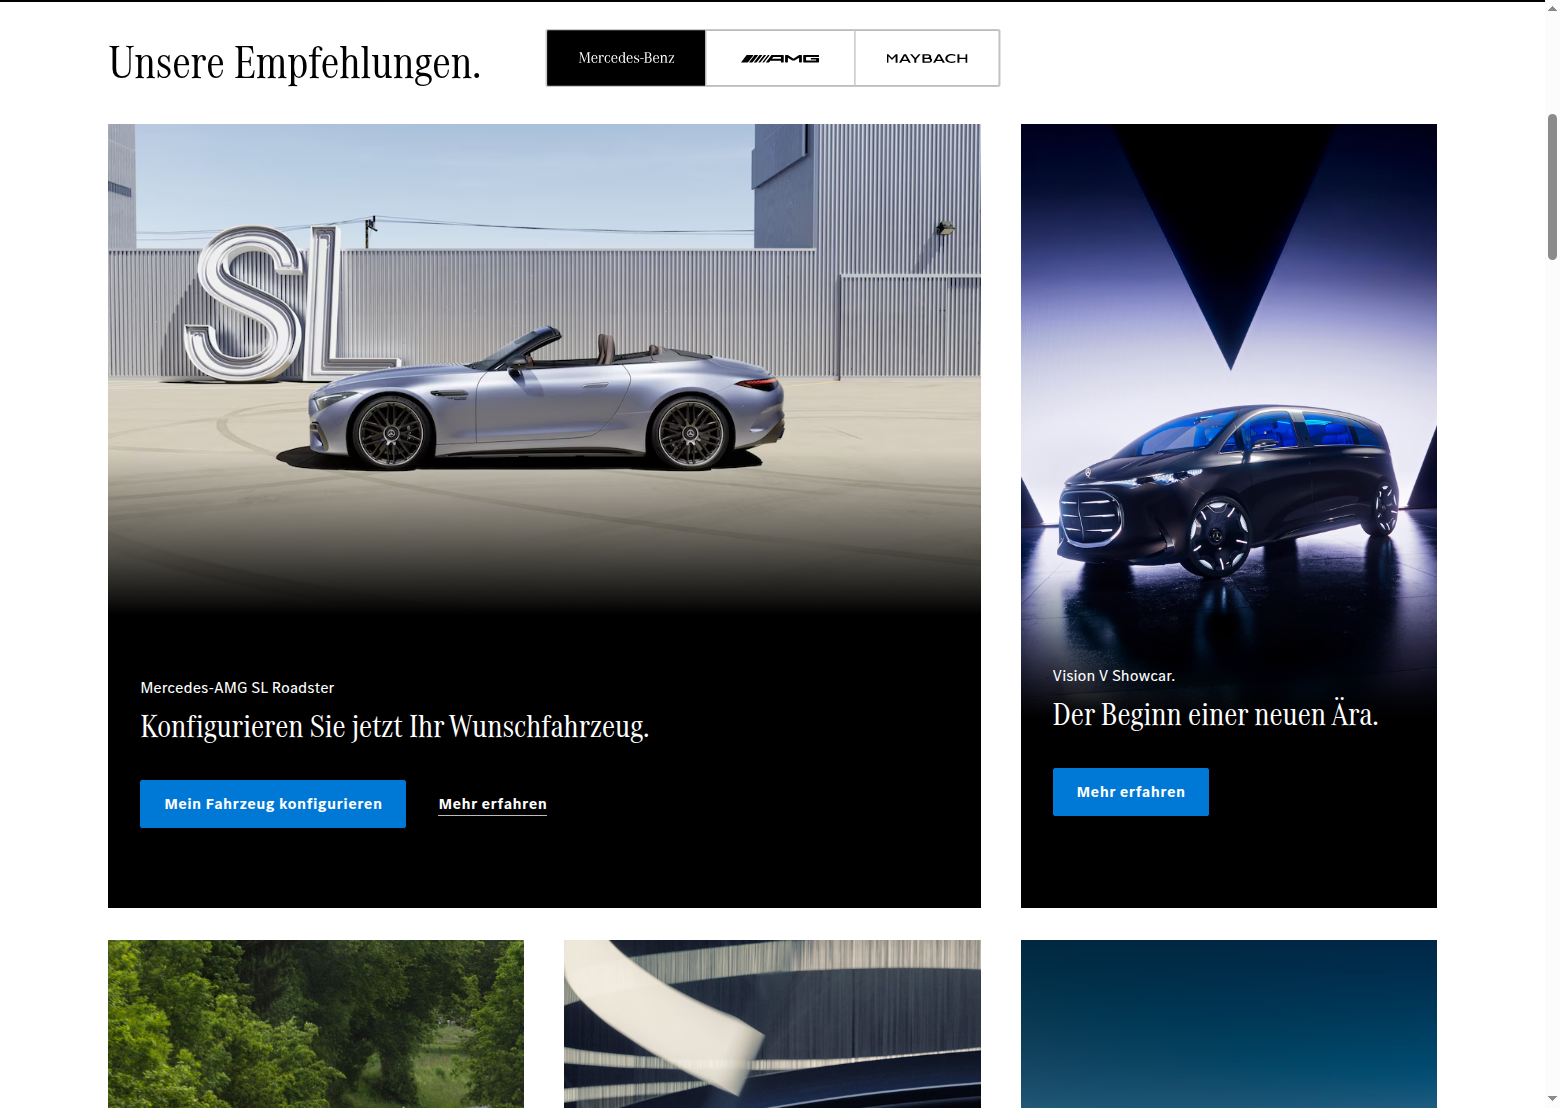 Unsere Empfehlungen.
Mercedes-Benz
AMG
MAYBACH
SL
Mercedes-AMG SL Roadster
Konfigurieren Sie jetzt Ihr Wunschfahrzeug.
Mein Fahrzeug konfigurieren
Mehr erfahren
Vision V Showcar.
Der Beginn einer neuen Ära.
Mehr erfahren